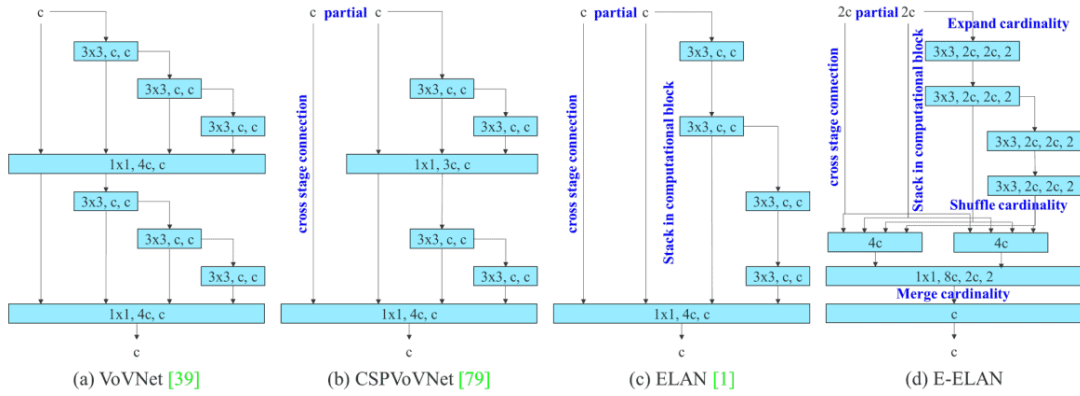 c
3x3, c, c
3x3, c, c
3x3, c, c
1x1, 4c, c
3x3, c, c
3x3, c, c
3x3, c, c
1x1, 4c, c
c
(a) VoVNet [39]
c partial c
cross stage connection
3x3, c, c
3x3, c, c
1x1, 3c, c
3x3, c, c
3x3, c, c
1x1, 4c, c
c
(b) CSPVoVNet [79]
c partial c
cross stage connection
Stack in computational block
3x3, c, c
3x3, c, c
3x3, c, c
3x3, c, c
1x1, 4c, c
c
(c) ELAN [1]
2c partial 2c
Expand cardinality
cross stage connection
Stack in computational block
3x3, 2c, 2c, 2
3x3, 2c, 2c, 2
3x3, 2c, 2c, 2
3x3, 2c, 2c, 2
Shuffle cardinality
4c 4c
1x1, 8c, 2c, 2
Merge cardinality
c
c
(d) E-ELAN